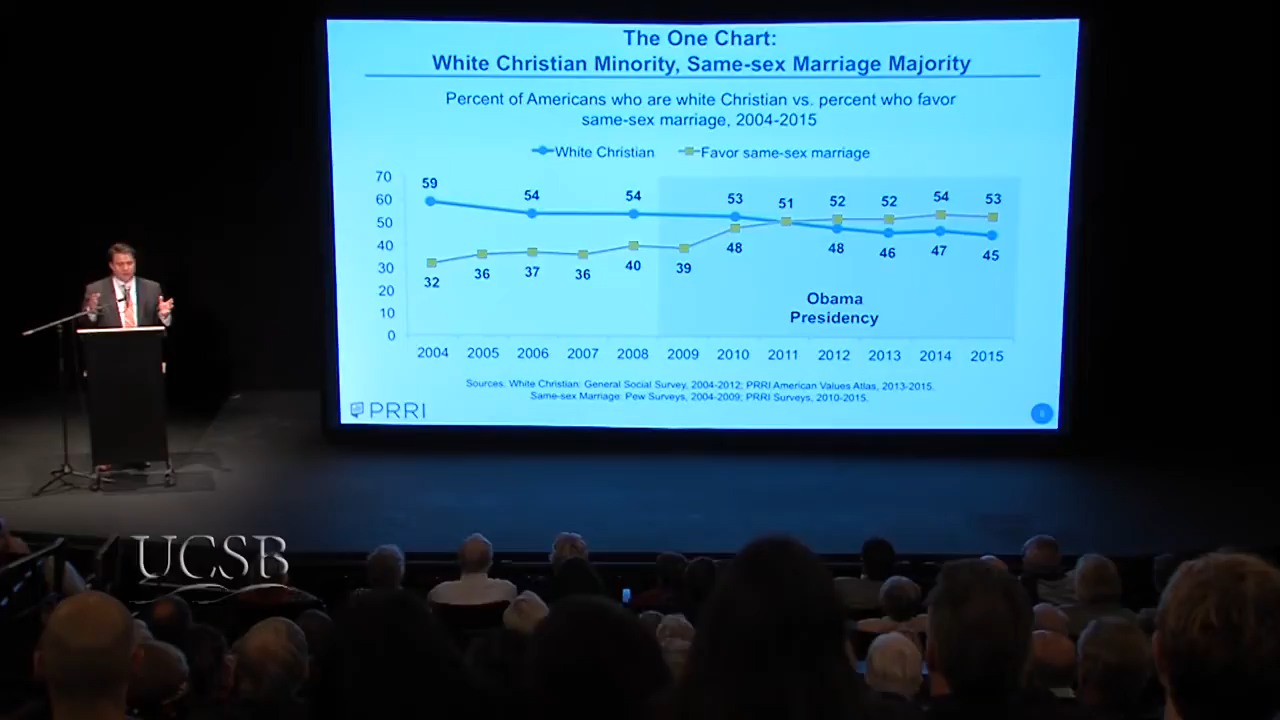 The One Chart:
White Christian Minority, Same-sex Marriage Majority
Percent of Americans who are white Christian vs. percent who favor
same-sex marriage, 2004-2015
White Christian Favor same-sex marriage
70
60
50
40
30
20
10
0
59 54 54 53 51 52 52 54 53
48 46 47 45
32 36 37 36 40 39 48
Obama
Presidency
2004 2005 2006 2007 2008 2009 2010 2011 2012 2013 2014 2015
Sources: White Christian: General Social Survey, 2004-2012; PRRI American Values Atlas, 2013-2015.
Same-sex Marriage: Pew Surveys, 2004-2009; PRRI Surveys, 2010-2015.
PRRI
UCSB